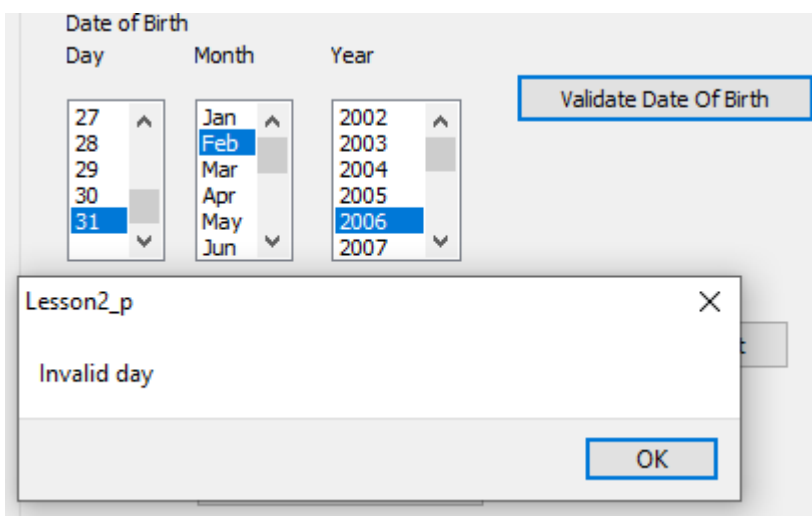 Date of Birth
Day Month Year
Validate Date Of Birth
27 Jan 2002
28 Feb 2003
29 Mar 2004
30 Apr 2005
31 May 2006
Jun 2007
Lesson2_p
Invalid day
OK
t